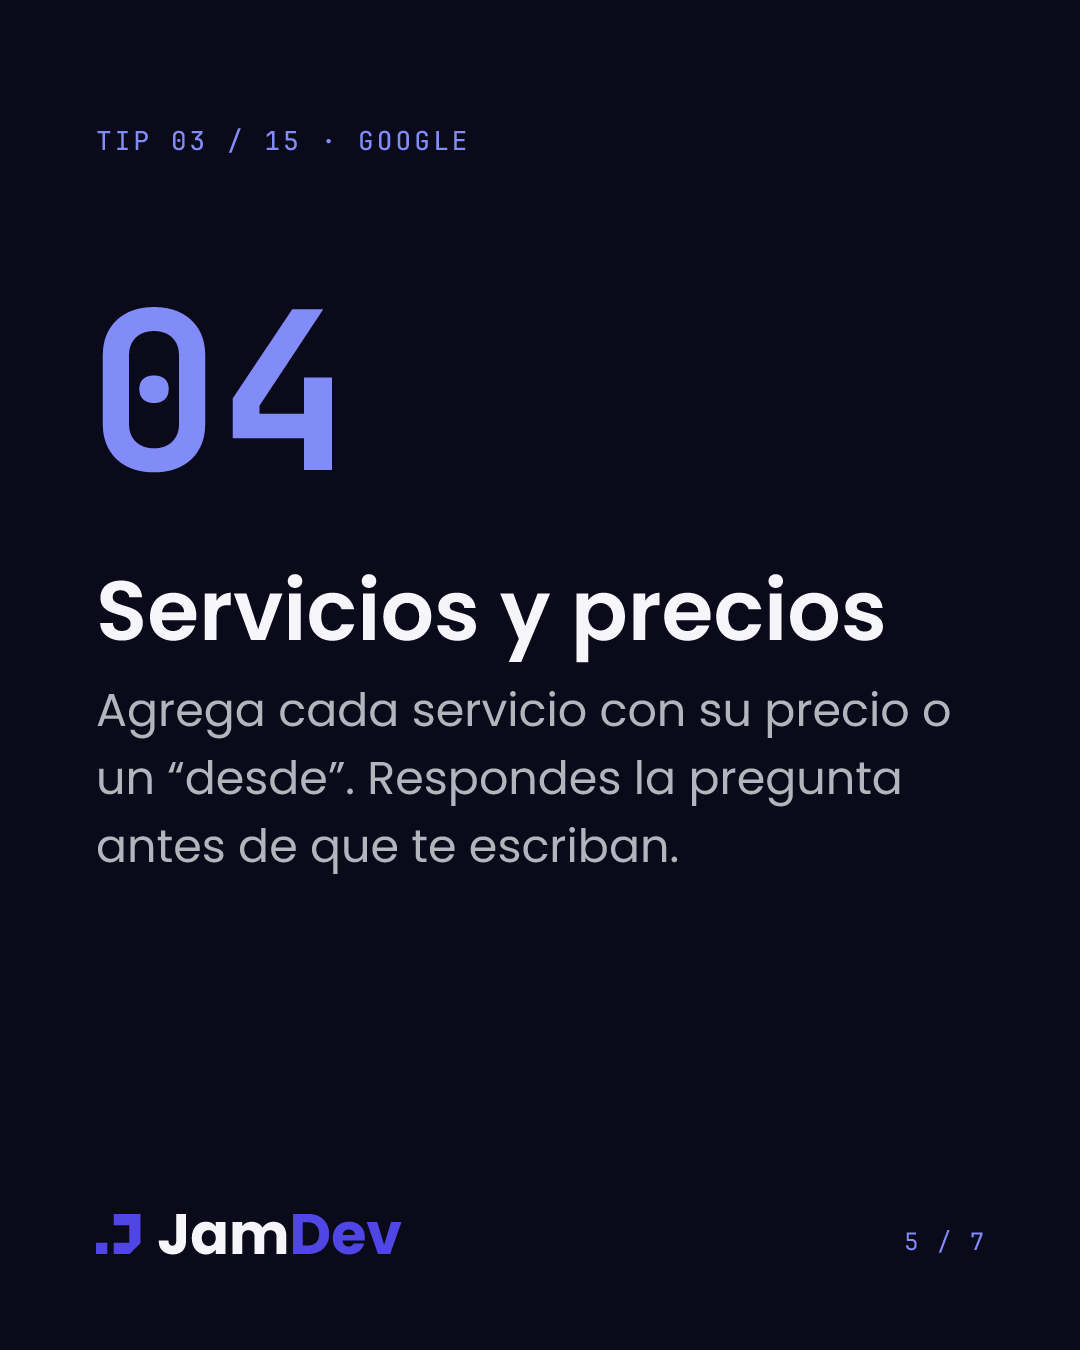 TIP 03 / 15 · GOOGLE
04
Servicios y precios
Agrega cada servicio con su precio o
un “desde”. Respondes la pregunta
antes de que te escriban.
JamDev
5 / 7